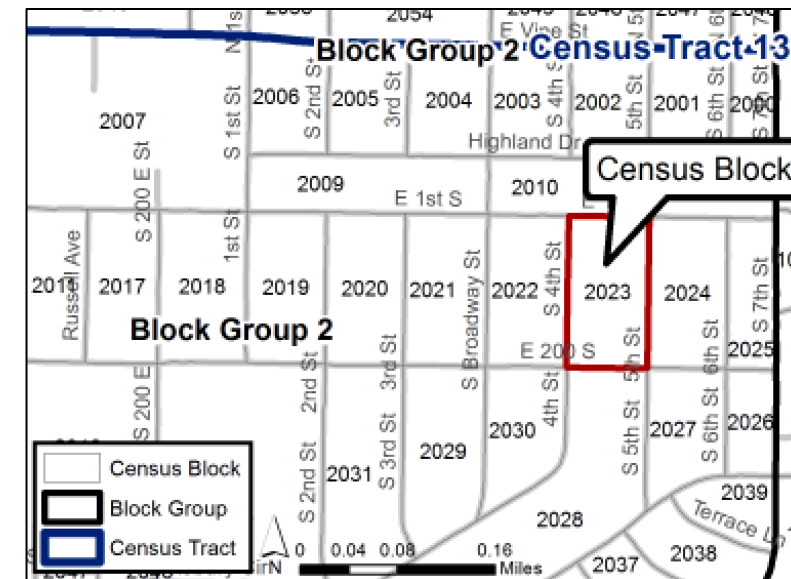 2054
E Vine St
Block Group 2 Census Tract 13
2006
S 2nd St
2005
3rd St
2004
2003
S 4th S
2002
5th St
2001
S 6th St
2000
S 7th St
2007
S 1st St
N 1s
Highland Dr
Census Block
2009
E 1st S
2010
S 200 E St
1st St
Russell Ave
2017
2018
2019
2020
2021
S Broadway St
2022
S 4th St
2023
2024
S 7th St
Block Group 2
E 200 S
2025
S 200 E
2nd St
3rd St
4th St
5th St
6th St
2030
S 5th St
2027
S 6th St
2026
2029
S 3rd St
2031
S 2nd St
2028
2039
Terrace Ln
2038
2037
Census Block
Block Group
Census Tract
N
0 0.04 0.08 0.16
Miles